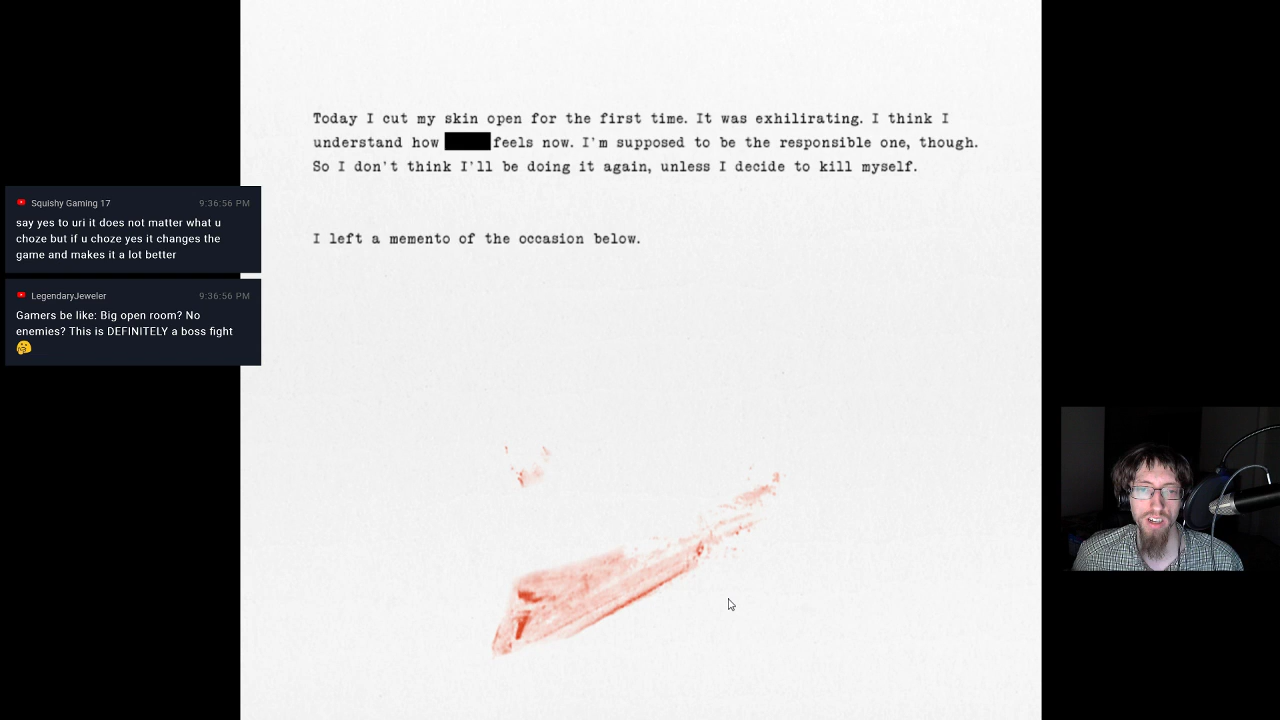 Today I cut my skin open for the first time. It was exhilirating. I think I
understand how feels now. I'm supposed to be the responsible one, though.
So I don't think I'll be doing it again, unless I decide to kill myself.
I left a memento of the occasion below.
Squishy Gaming 17 9:36:56 PM
say yes to uri it does not matter what u
choze but if u choze yes it changes the
game and makes it a lot better
LegendaryJeweler 9:36:56 PM
Gamers be like: Big open room? No
enemies? This is DEFINITELY a boss fight
🤔